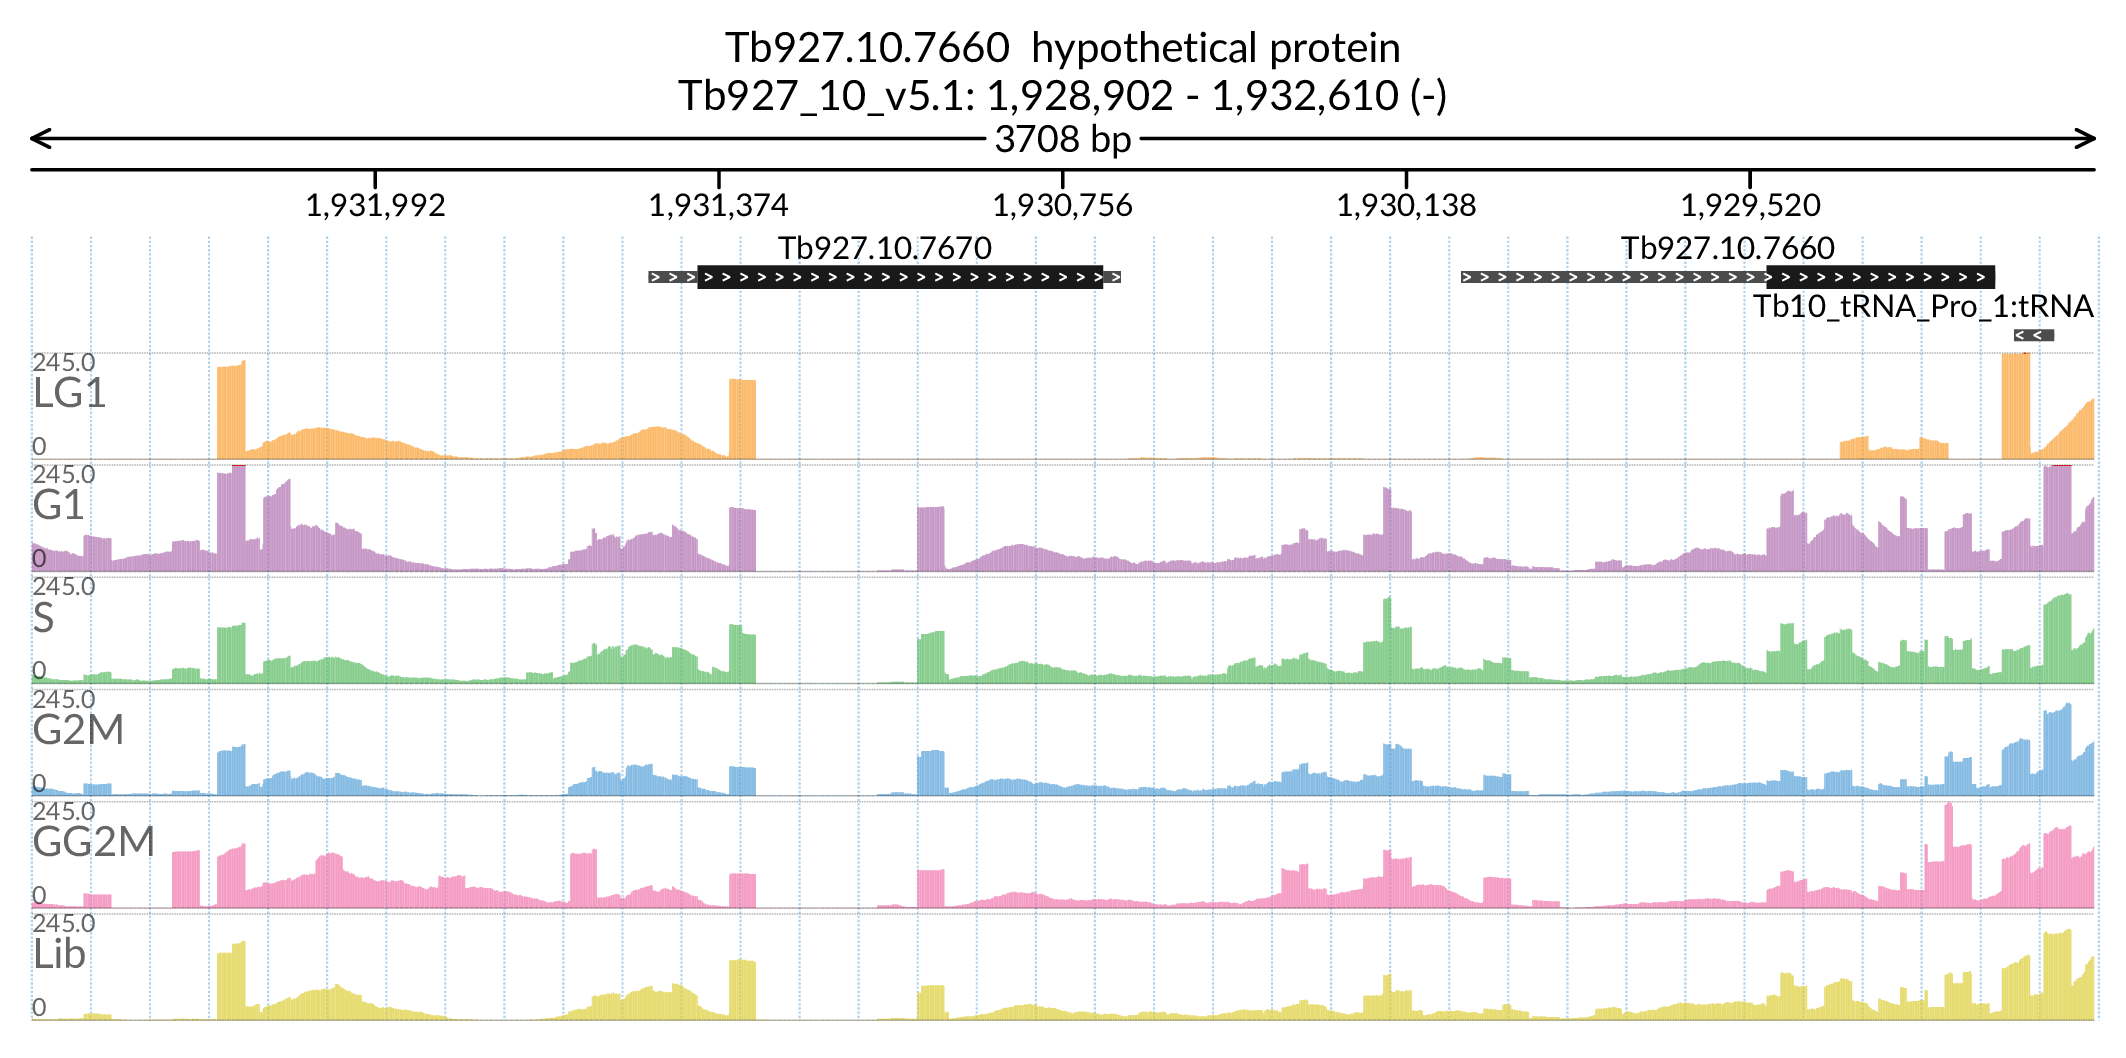 Tb927.10.7660 hypothetical protein
Tb927_10_v5.1: 1,928,902 - 1,932,610 (-)
3708 bp
1,931,992 1,931,374 1,930,756 1,930,138 1,929,520
Tb927.10.7670 Tb927.10.7660
Tb10_tRNA_Pro_1:tRNA
245.0
LG1
0
245.0
G1
0
245.0
S
0
245.0
G2M
0
245.0
GG2M
0
245.0
Lib
0